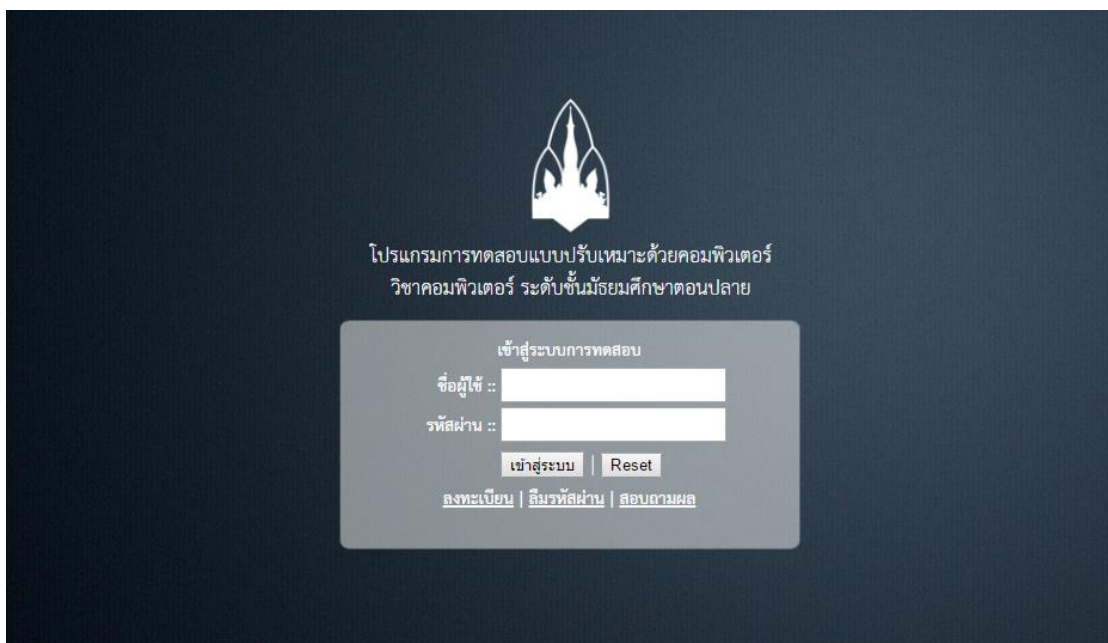 โปรแกรมการทดสอบแบบปรับเหมาะด้วยคอมพิวเตอร์
วิชาคอมพิวเตอร์ ระดับชั้นมัธยมศึกษาตอนปลาย
เข้าสู่ระบบการทดสอบ
ชื่อผู้ใช้ ::
รหัสผ่าน ::
เข้าสู่ระบบ | Reset
ลงทะเบียน | ลืมรหัสผ่าน | สอบถามผล